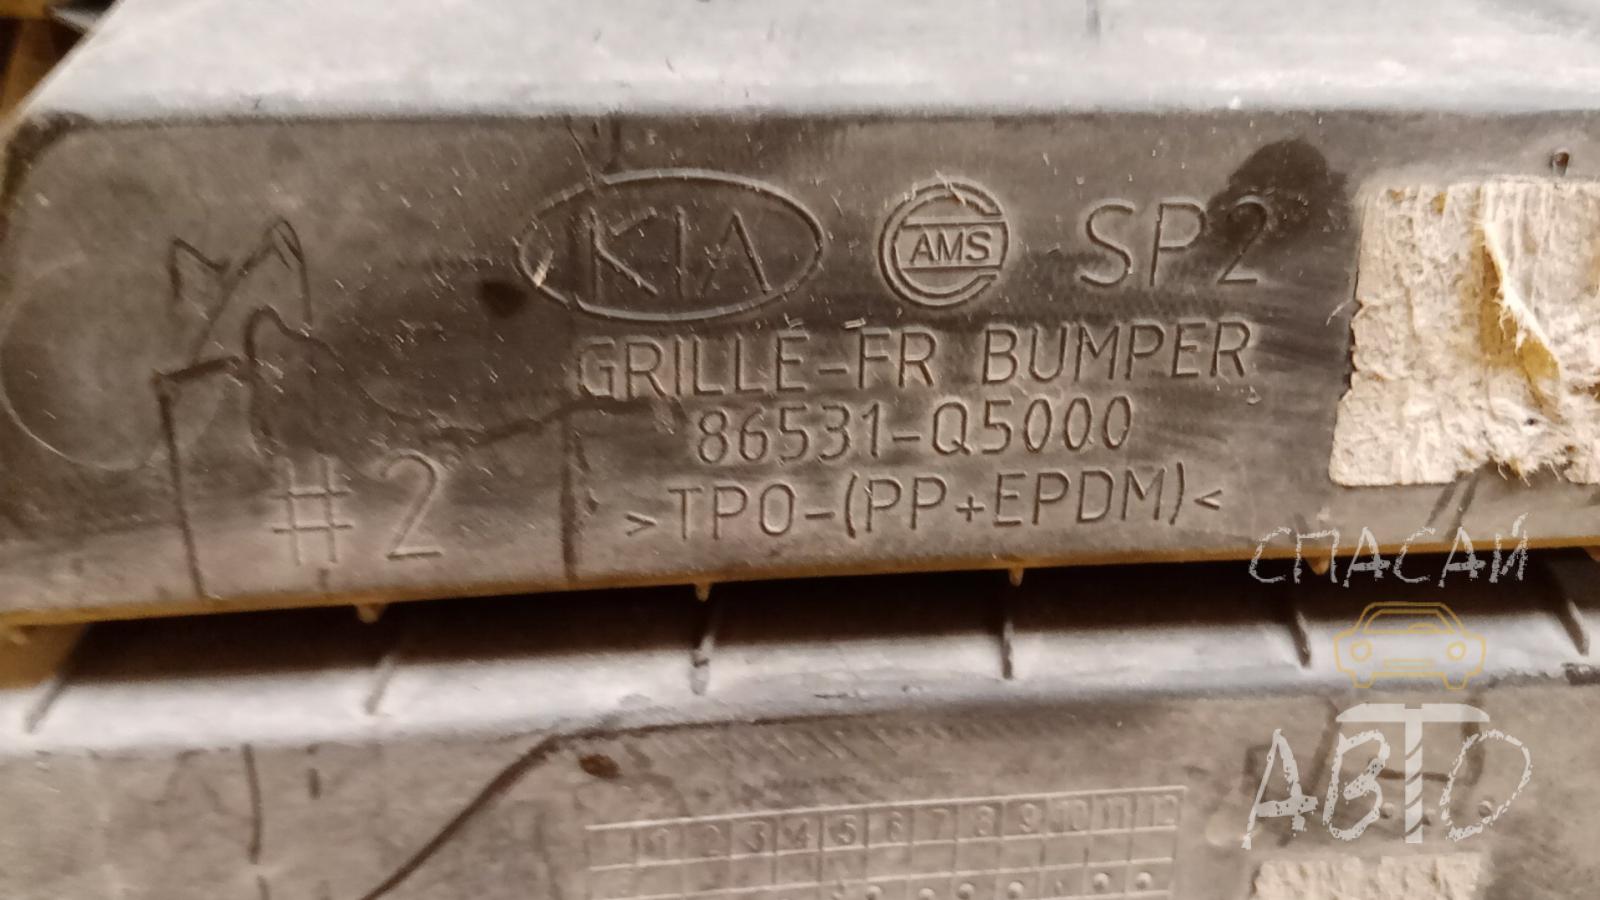 KIA AMS SP2
GRILLE-FR BUMPER
86531-Q5000
#2 >TPO-(PP+EPDM)<
СПАСАЙ
АВТО
1 2 3 4 5 6 7 8 9 10 11 12